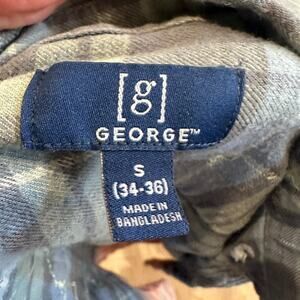 [g]
GEORGE™
S
(34-36)
MADE IN
BANGLADESH